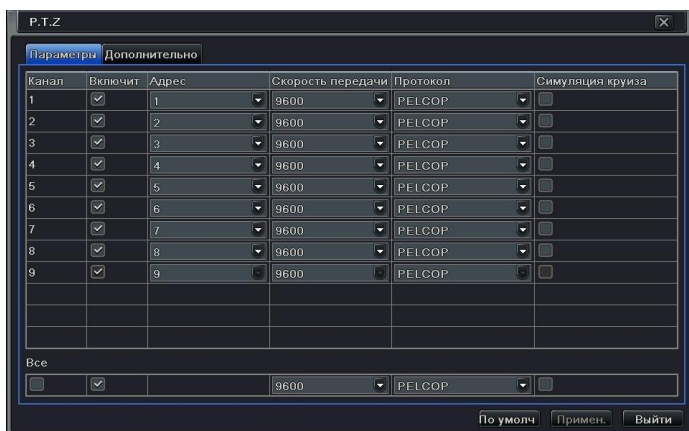 P.T.Z
Параметры Дополнительно
Канал Включит Адрес Скорость передачи Протокол Симуляция круиза
1 1 9600 PELCOP
2 2 9600 PELCOP
3 3 9600 PELCOP
4 4 9600 PELCOP
5 5 9600 PELCOP
6 6 9600 PELCOP
7 7 9600 PELCOP
8 8 9600 PELCOP
9 9 9600 PELCOP
Все
9600 PELCOP
По умолч Примен. Выйти